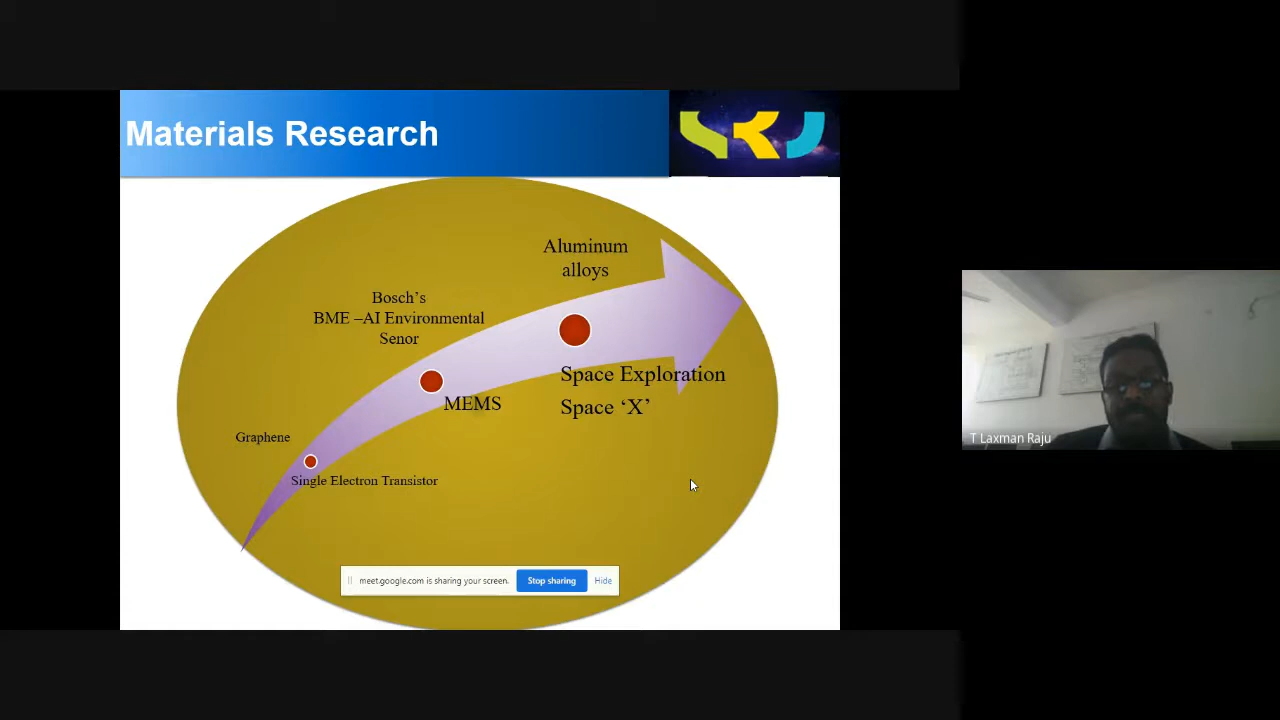 Materials Research
SRJ
Aluminum
alloys
Bosch's
BME –AI Environmental
Senor
Space Exploration
Space ‘X’
MEMS
Graphene
Single Electron Transistor
meet.google.com is sharing your screen.
Stop sharing
Hide
T Laxman Raju